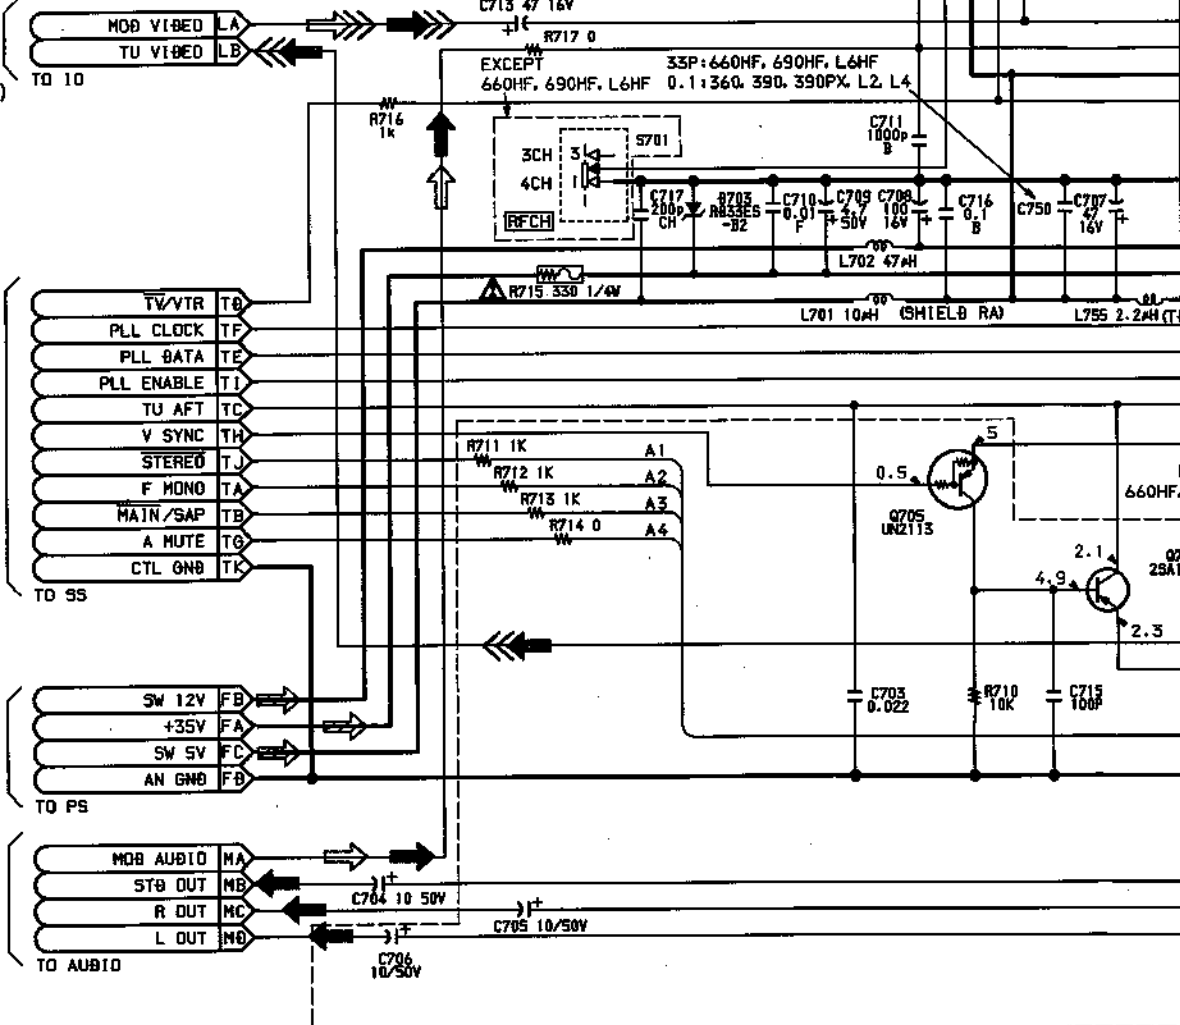 MOD VIDEO LA
TU VIDEO LB
TO IO
C713 47 16V
R717 0
R716
1k
EXCEPT
660HF, 690HF, L6HF
33P:660HF, 690HF, L6HF
0.1:360, 390, 390PX, L2, L4
C711
1000p
B
S701
3CH 3
4CH 1
RFCH
C717
200p
CH
D703
RD33ES
-B2
C710
0.01
F
C709
4.7
50V
C708
100
16V
C716
0.1
B
C750
C707
47
16V
L702 47μH
R715 330 1/4W
L701 10μH
(SHIELD RA)
L755 2.2μH
TV/VTR TD
PLL CLOCK TF
PLL DATA TE
PLL ENABLE TI
TU AFT TC
V SYNC TH
STEREO TJ
F MONO TA
MAIN/SAP TB
A MUTE TG
CTL GND TK
TO SS
R711 1K
R712 1K
R713 1K
R714 0
A1
A2
A3
A4
5
0.5
Q705
UN2113
660HF,
2.1
4.9
2SA1
2.3
C703
0.022
R710
10K
C715
100P
SW 12V FB
+35V FA
SW 5V FC
AN GND FD
TO PS
MOD AUDIO MA
STD OUT MB
R OUT MC
L OUT MD
TO AUDIO
C704 10 50V
C705 10/50V
C706
10/50V